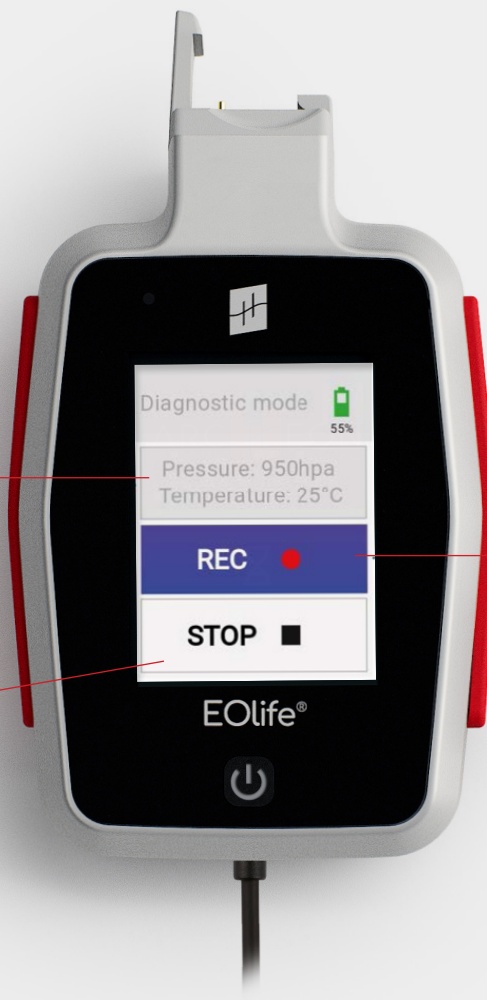 Diagnostic mode
55%
Pressure: 950hpa
Temperature: 25°C
REC
STOP
EOlife®